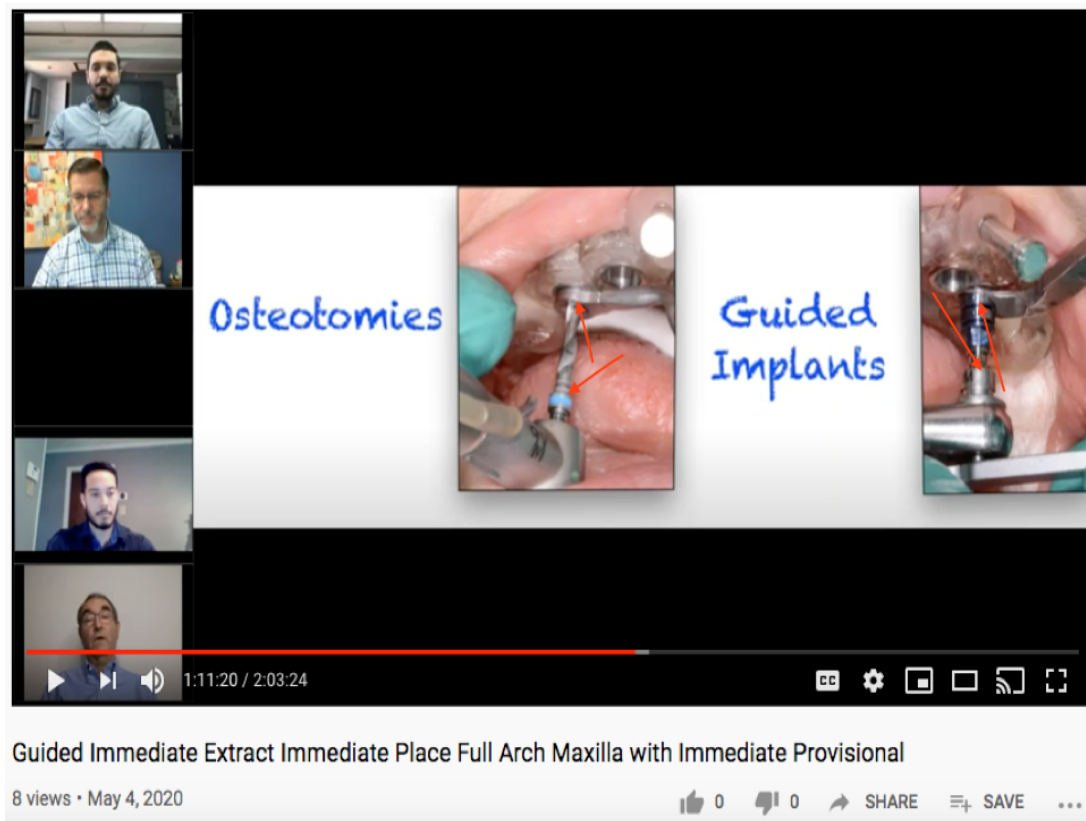 Osteotomies
Guided
Implants
1:11:20 / 2:03:24
CC
Guided Immediate Extract Immediate Place Full Arch Maxilla with Immediate Provisional
8 views • May 4, 2020
0
0
SHARE
SAVE